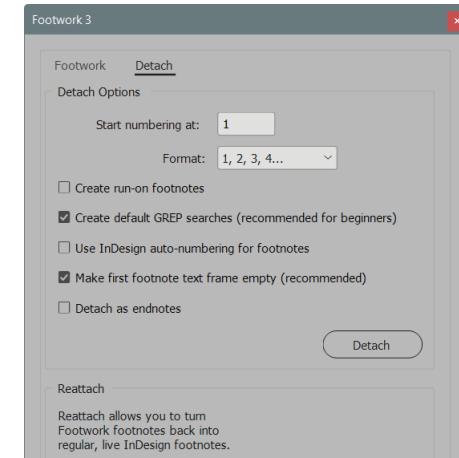 Footwork 3
Footwork Detach
Detach Options
Start numbering at: 1
Format: 1, 2, 3, 4...
Create run-on footnotes
Create default GREP searches (recommended for beginners)
Use InDesign auto-numbering for footnotes
Make first footnote text frame empty (recommended)
Detach as endnotes
Detach
Reattach
Reattach allows you to turn
Footwork footnotes back into
regular, live InDesign footnotes.